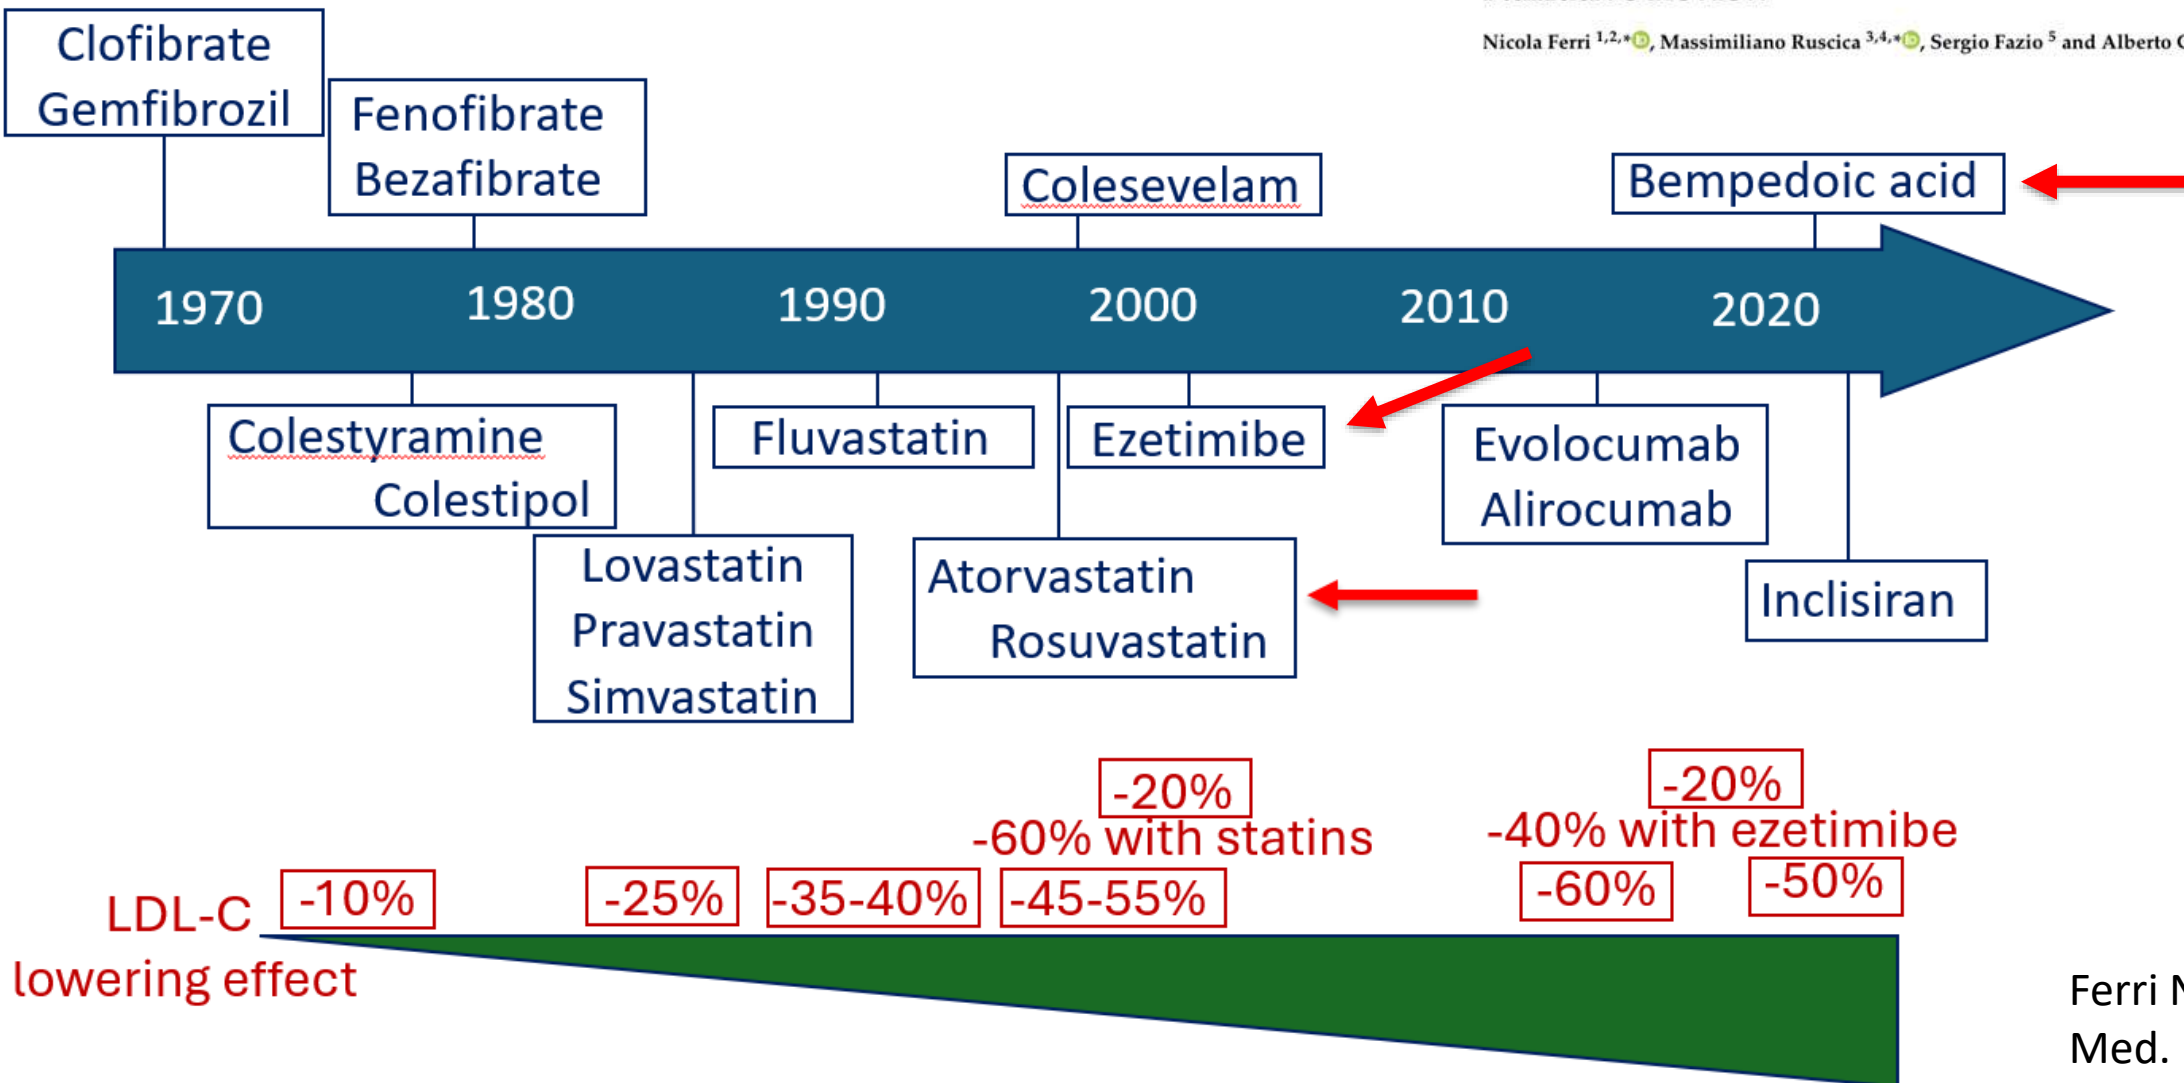 Nicola Ferri 1,2,*, Massimiliano Ruscica 3,4,*, Sergio Fazio 5 and Alberto
Clofibrate
Gemfibrozil
Fenofibrate
Bezafibrate
Colesevelam
Bempedoic acid
1970 1980 1990 2000 2010 2020
Colestyramine
Colestipol
Lovastatin
Pravastatin
Simvastatin
Fluvastatin
Atorvastatin
Rosuvastatin
Ezetimibe
Evolocumab
Alirocumab
Inclisiran
-20%
-60% with statins
-20%
-40% with ezetimibe
LDL-C
lowering effect
-10%
-25%
-35-40%
-45-55%
-60%
-50%
Ferri
Med.